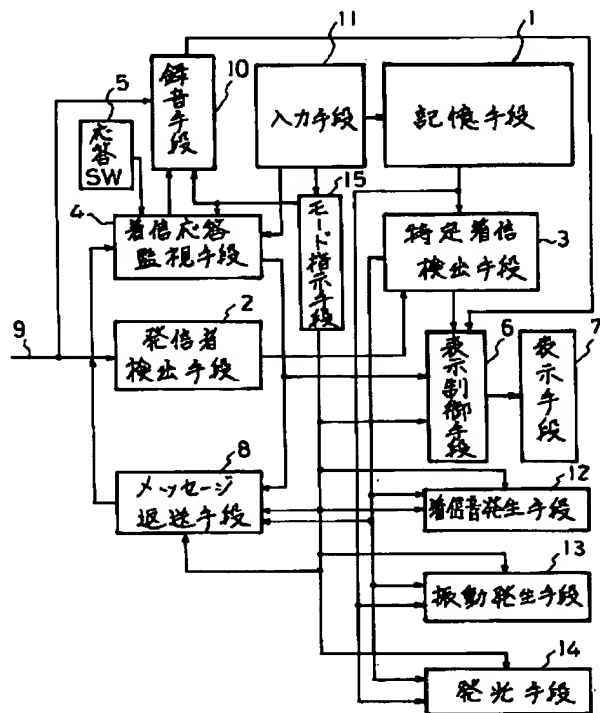 11
1
5
10
録音手段
入力手段
記憶手段
応答
SW
15
4
着信応答
監視手段
モード指示手段
特定着信
検出手段
3
2
6
7
9
発信者
検出手段
表示制御手段
表示手段
8
メッセージ
返送手段
12
着信音発生手段
13
振動発生手段
14
発光手段